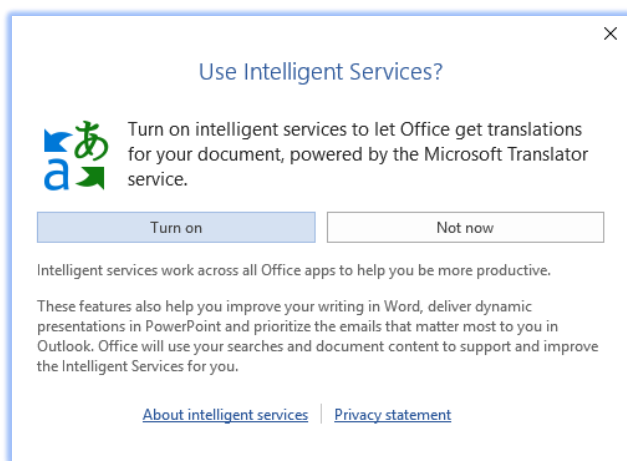 Use Intelligent Services?
あ
a
Turn on intelligent services to let Office get translations
for your document, powered by the Microsoft Translator
service.
Turn on
Not now
Intelligent services work across all Office apps to help you be more productive.
These features also help you improve your writing in Word, deliver dynamic
presentations in PowerPoint and prioritize the emails that matter most to you in
Outlook. Office will use your searches and document content to support and improve
the Intelligent Services for you.
About intelligent services
Privacy statement